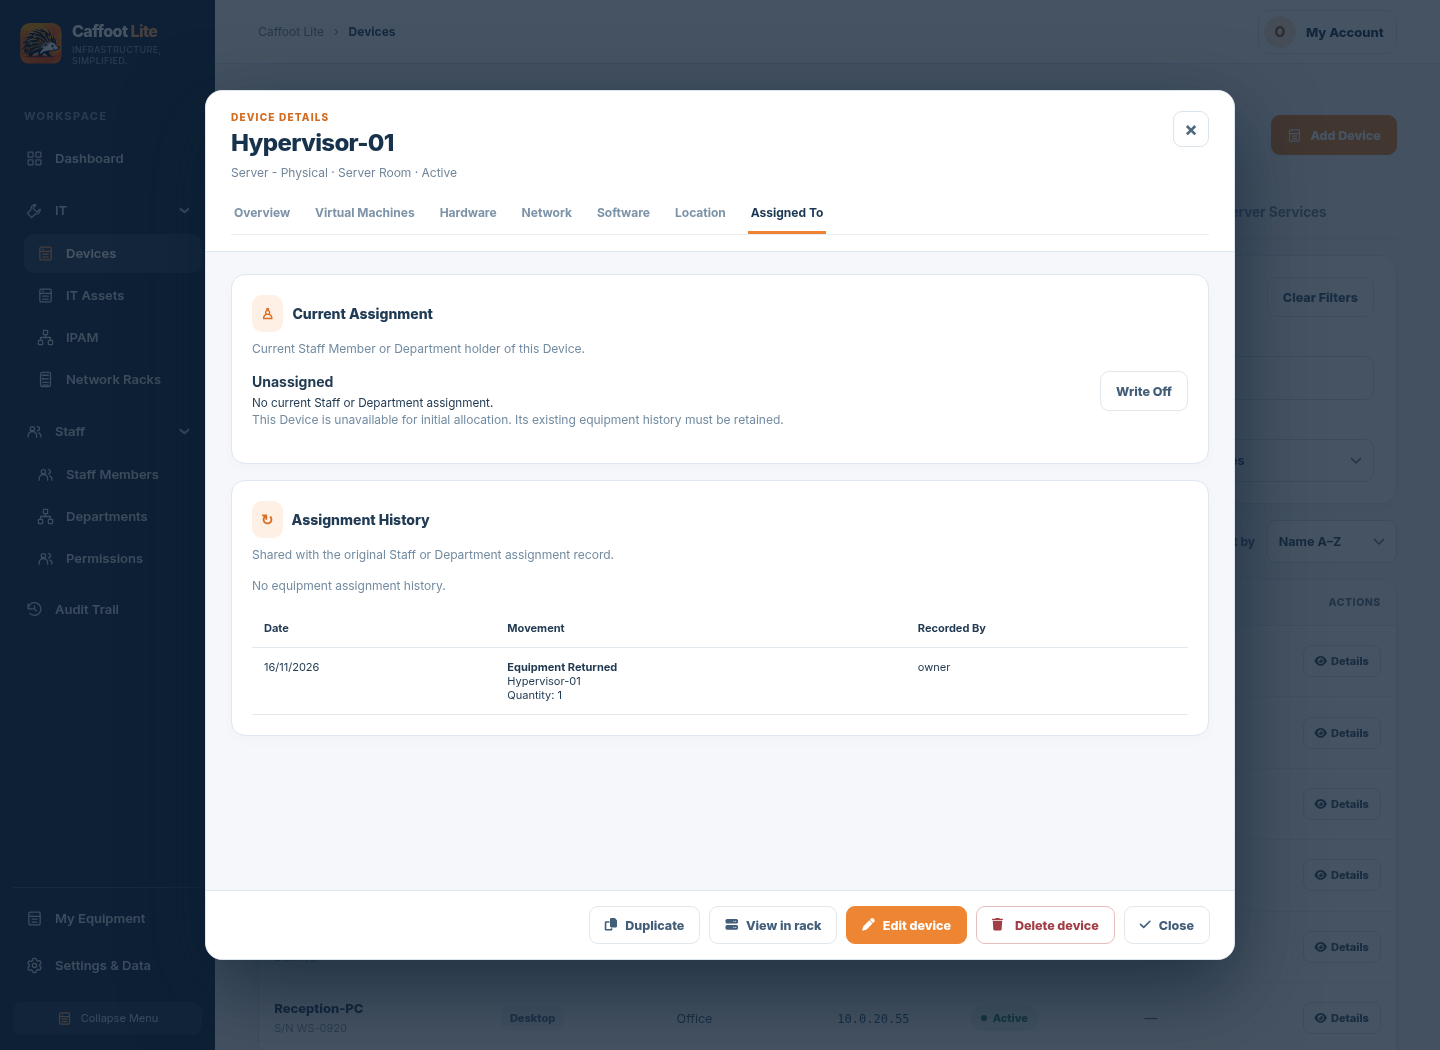 Caffoot Lite
INFRASTRUCTURE,
SIMPLIFIED.
Caffoot Lite › Devices
O My Account
WORKSPACE
Dashboard
IT
Devices
IT Assets
IPAM
Network Racks
Staff
Staff Members
Departments
Permissions
Audit Trail
My Equipment
Settings & Data
Collapse Menu
Add Device
Services
Clear Filters
by Name A–Z
ACTIONS
Details
Details
Details
Details
Details
Reception-PC Desktop Office 10.0.20.55 Active — Details
S/N WS-0920
DEVICE DETAILS
Hypervisor-01
Server - Physical · Server Room · Active
Overview Virtual Machines Hardware Network Software Location Assigned To
Current Assignment
Current Staff Member or Department holder of this Device.
Unassigned
No current Staff or Department assignment.
This Device is unavailable for initial allocation. Its existing equipment history must be retained.
Write Off
Assignment History
Shared with the original Staff or Department assignment record.
No equipment assignment history.
Date Movement Recorded By
16/11/2026 Equipment Returned owner
Hypervisor-01
Quantity: 1
Duplicate View in rack Edit device Delete device Close